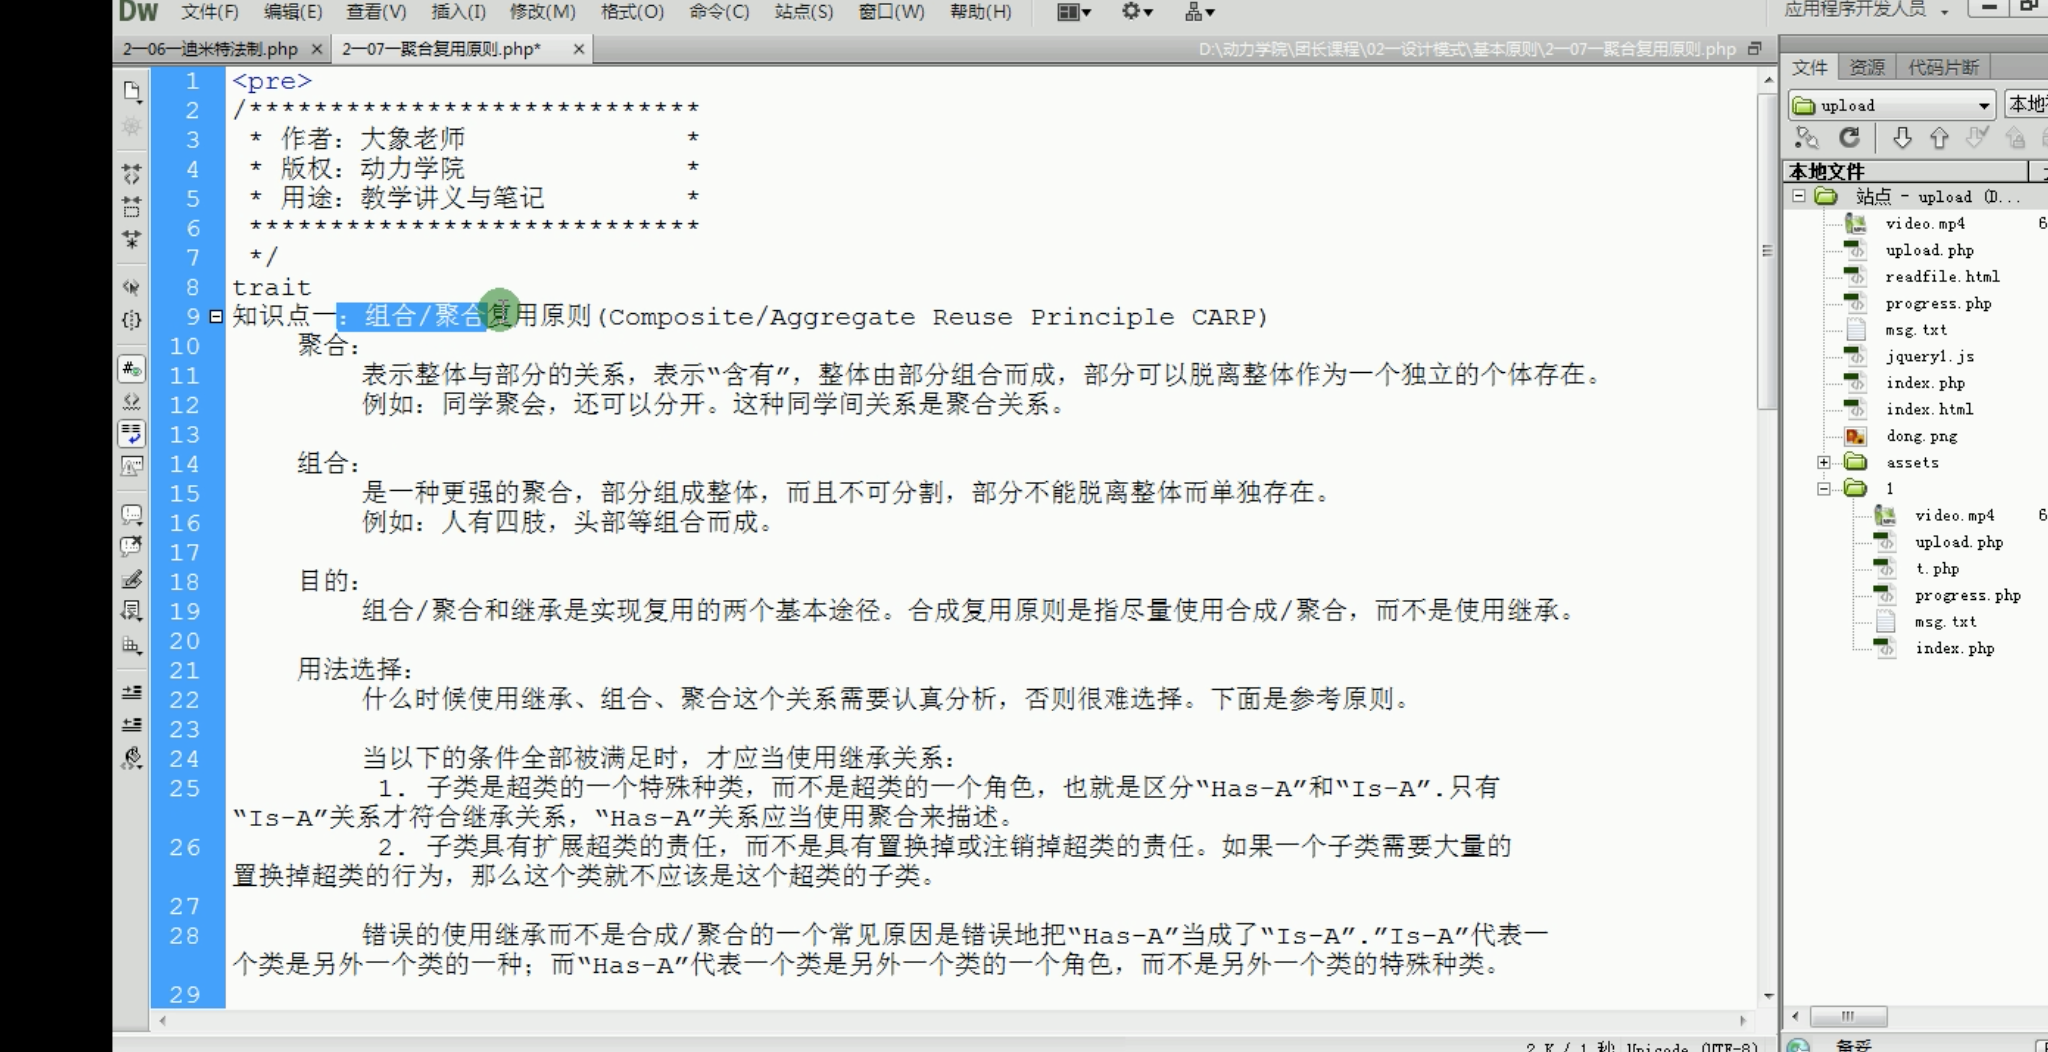 Dw 文件(F) 编辑(E) 查看(V) 插入(I) 修改(M) 格式(O) 命令(C) 站点(S) 窗口(W) 帮助(H) 应用程序开发人员
2—06—迪米特法制.php × 2—07—聚合复用原则.php* × D:\动力学院\团长课程\02—设计模式\基本原则\2—07—聚合复用原则.php
1 <pre>
2 /****************************
3 * 作者：大象老师 *
4 * 版权：动力学院 *
5 * 用途：教学讲义与笔记 *
6 ****************************
7 */
8 trait
9 知识点一：组合/聚合复用原则(Composite/Aggregate Reuse Principle CARP)
10 聚合：
11 表示整体与部分的关系，表示“含有”，整体由部分组合而成，部分可以脱离整体作为一个独立的个体存在。
12 例如：同学聚会，还可以分开。这种同学间关系是聚合关系。
13
14 组合：
15 是一种更强的聚合，部分组成整体，而且不可分割，部分不能脱离整体而单独存在。
16 例如：人有四肢，头部等组合而成。
17
18 目的：
19 组合/聚合和继承是实现复用的两个基本途径。合成复用原则是指尽量使用合成/聚合，而不是使用继承。
20
21 用法选择：
22 什么时候使用继承、组合、聚合这个关系需要认真分析，否则很难选择。下面是参考原则。
23
24 当以下的条件全部被满足时，才应当使用继承关系：
25 1. 子类是超类的一个特殊种类，而不是超类的一个角色，也就是区分“Has-A”和“Is-A”.只有
“Is-A”关系才符合继承关系，“Has-A”关系应当使用聚合来描述。
26 2. 子类具有扩展超类的责任，而不是具有置换掉或注销掉超类的责任。如果一个子类需要大量的
置换掉超类的行为，那么这个类就不应该是这个超类的子类。
27
28 错误的使用继承而不是合成/聚合的一个常见原因是错误地把“Has-A”当成了“Is-A”.”Is-A”代表一
个类是另外一个类的一种；而“Has-A”代表一个类是另外一个类的一个角色，而不是另外一个类的特殊种类。
29
2 K / 1 秒 Unicode (UTF-8)
文件 资源 代码片断
upload
本地文件
站点 - upload (D...
video.mp4 6
upload.php
readfile.html
progress.php
msg.txt
jquery1.js
index.php
index.html
dong.png
assets
1
video.mp4 6
upload.php
t.php
progress.php
msg.txt
index.php
备妥